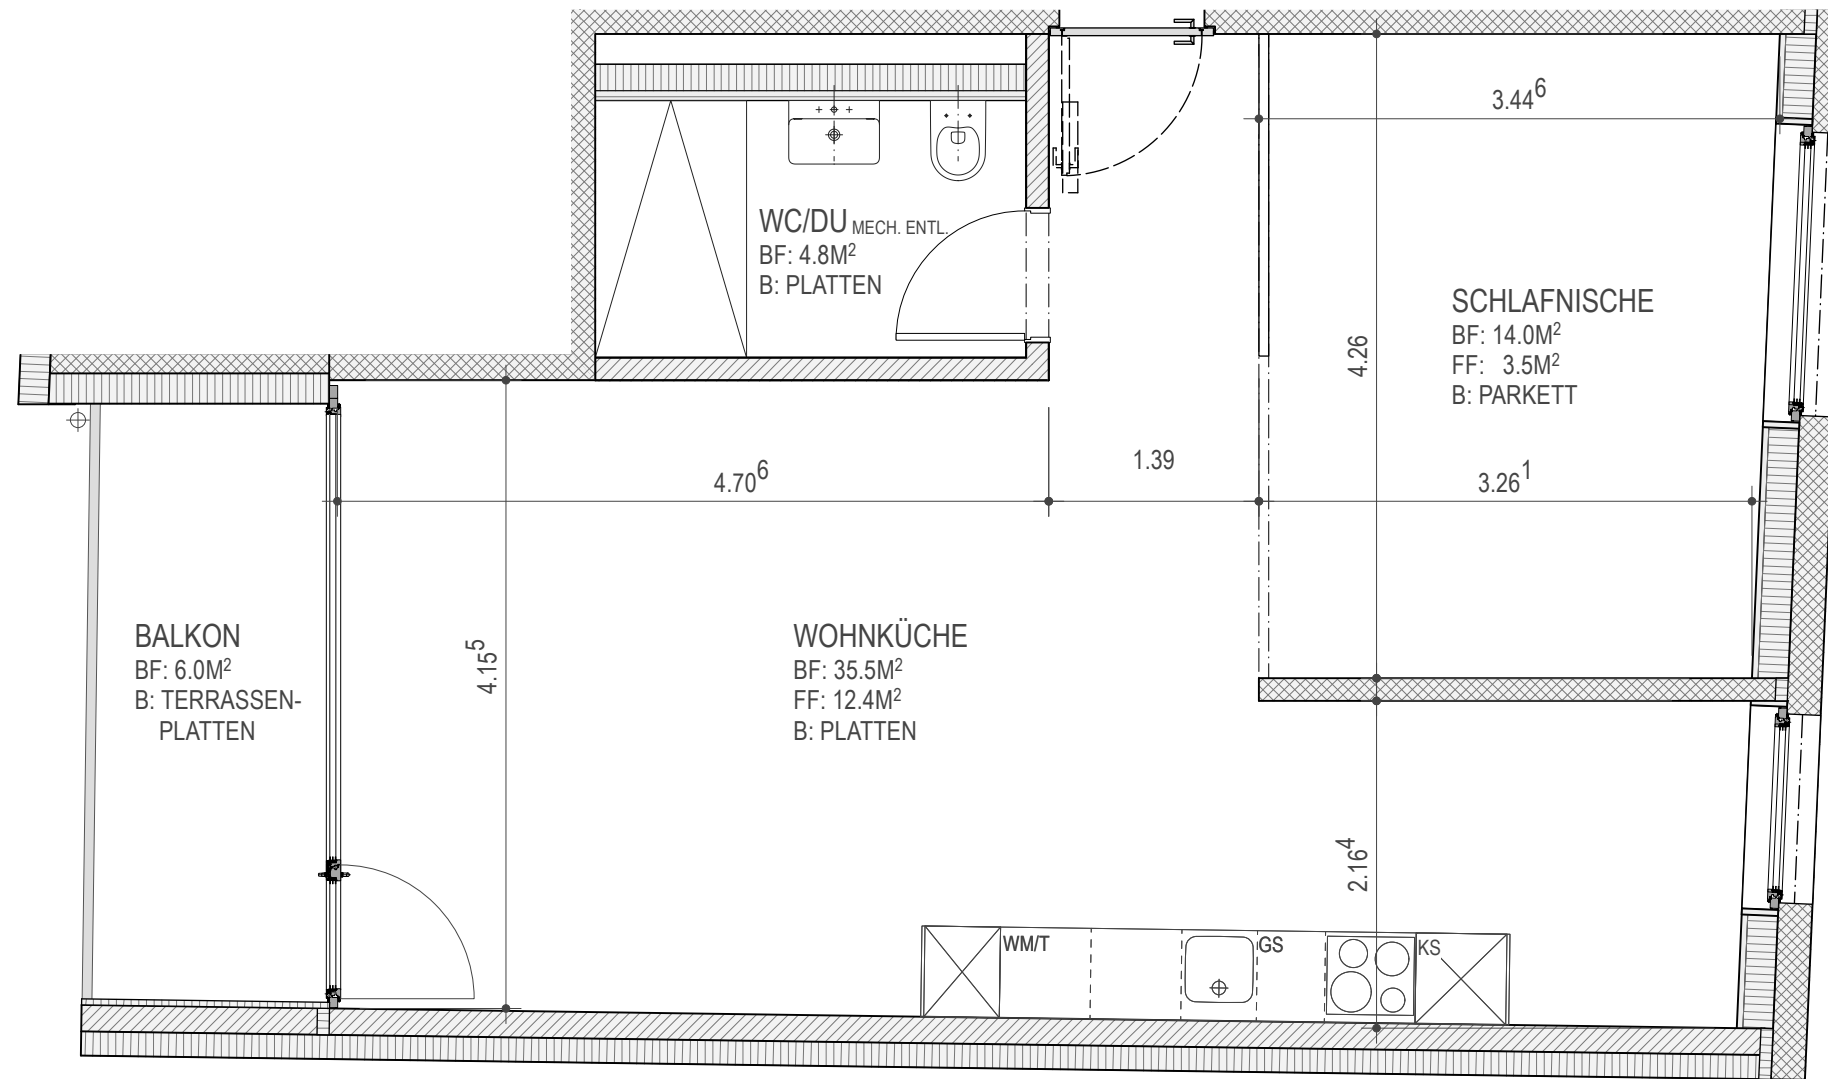 3.44⁶
WC/DU MECH. ENTL.
BF: 4.8M²
B: PLATTEN
SCHLAFNISCHE
BF: 14.0M²
FF: 3.5M²
B: PARKETT
4.26
4.70⁶
1.39
3.26¹
BALKON
BF: 6.0M²
B: TERRASSEN-
PLATTEN
4.15⁵
WOHNKÜCHE
BF: 35.5M²
FF: 12.4M²
B: PLATTEN
2.16⁴
WM/T
GS
KS